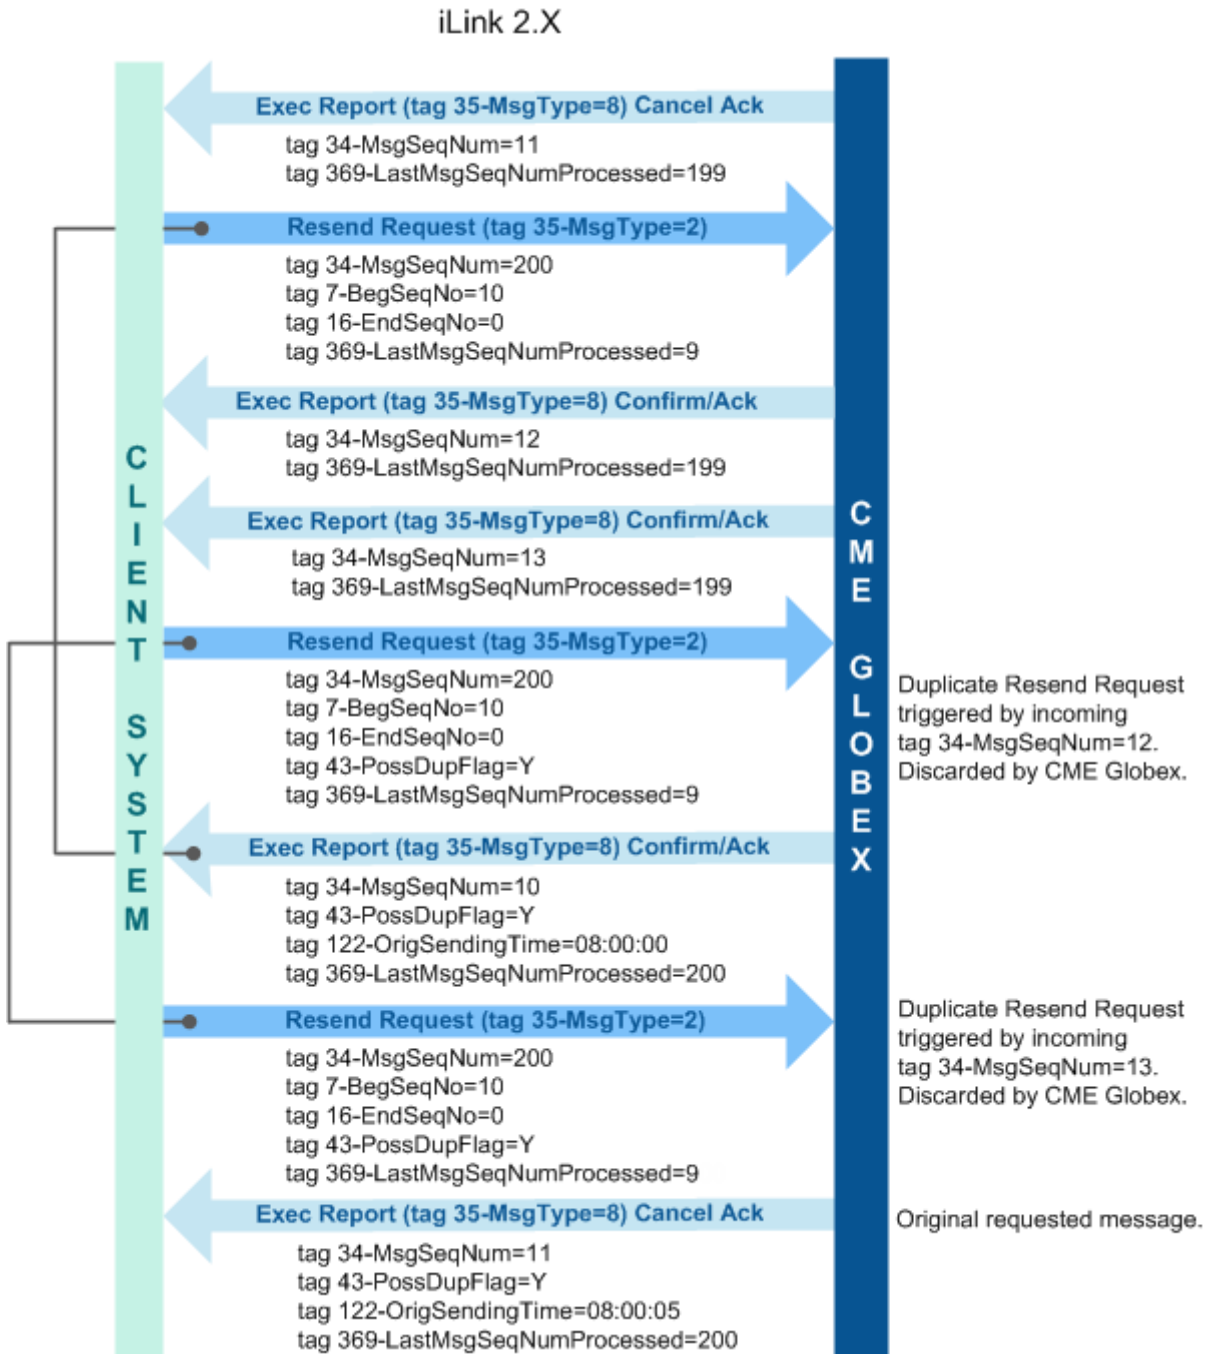 iLink 2.X
Exec Report (tag 35-MsgType=8) Cancel Ack
tag 34-MsgSeqNum=11
tag 369-LastMsgSeqNumProcessed=199
Resend Request (tag 35-MsgType=2)
tag 34-MsgSeqNum=200
tag 7-BegSeqNo=10
tag 16-EndSeqNo=0
tag 369-LastMsgSeqNumProcessed=9
Exec Report (tag 35-MsgType=8) Confirm/Ack
tag 34-MsgSeqNum=12
tag 369-LastMsgSeqNumProcessed=199
Exec Report (tag 35-MsgType=8) Confirm/Ack
tag 34-MsgSeqNum=13
tag 369-LastMsgSeqNumProcessed=199
Resend Request (tag 35-MsgType=2)
tag 34-MsgSeqNum=200
tag 7-BegSeqNo=10
tag 16-EndSeqNo=0
tag 43-PossDupFlag=Y
tag 369-LastMsgSeqNumProcessed=9
Duplicate Resend Request
triggered by incoming
tag 34-MsgSeqNum=12.
Discarded by CME Globex.
Exec Report (tag 35-MsgType=8) Confirm/Ack
tag 34-MsgSeqNum=10
tag 43-PossDupFlag=Y
tag 122-OrigSendingTime=08:00:00
tag 369-LastMsgSeqNumProcessed=200
Resend Request (tag 35-MsgType=2)
tag 34-MsgSeqNum=200
tag 7-BegSeqNo=10
tag 16-EndSeqNo=0
tag 43-PossDupFlag=Y
tag 369-LastMsgSeqNumProcessed=9
Duplicate Resend Request
triggered by incoming
tag 34-MsgSeqNum=13.
Discarded by CME Globex.
Exec Report (tag 35-MsgType=8) Cancel Ack
tag 34-MsgSeqNum=11
tag 43-PossDupFlag=Y
tag 122-OrigSendingTime=08:00:05
tag 369-LastMsgSeqNumProcessed=200
Original requested message.
CLIENT SYSTEM
CME GLOBEX